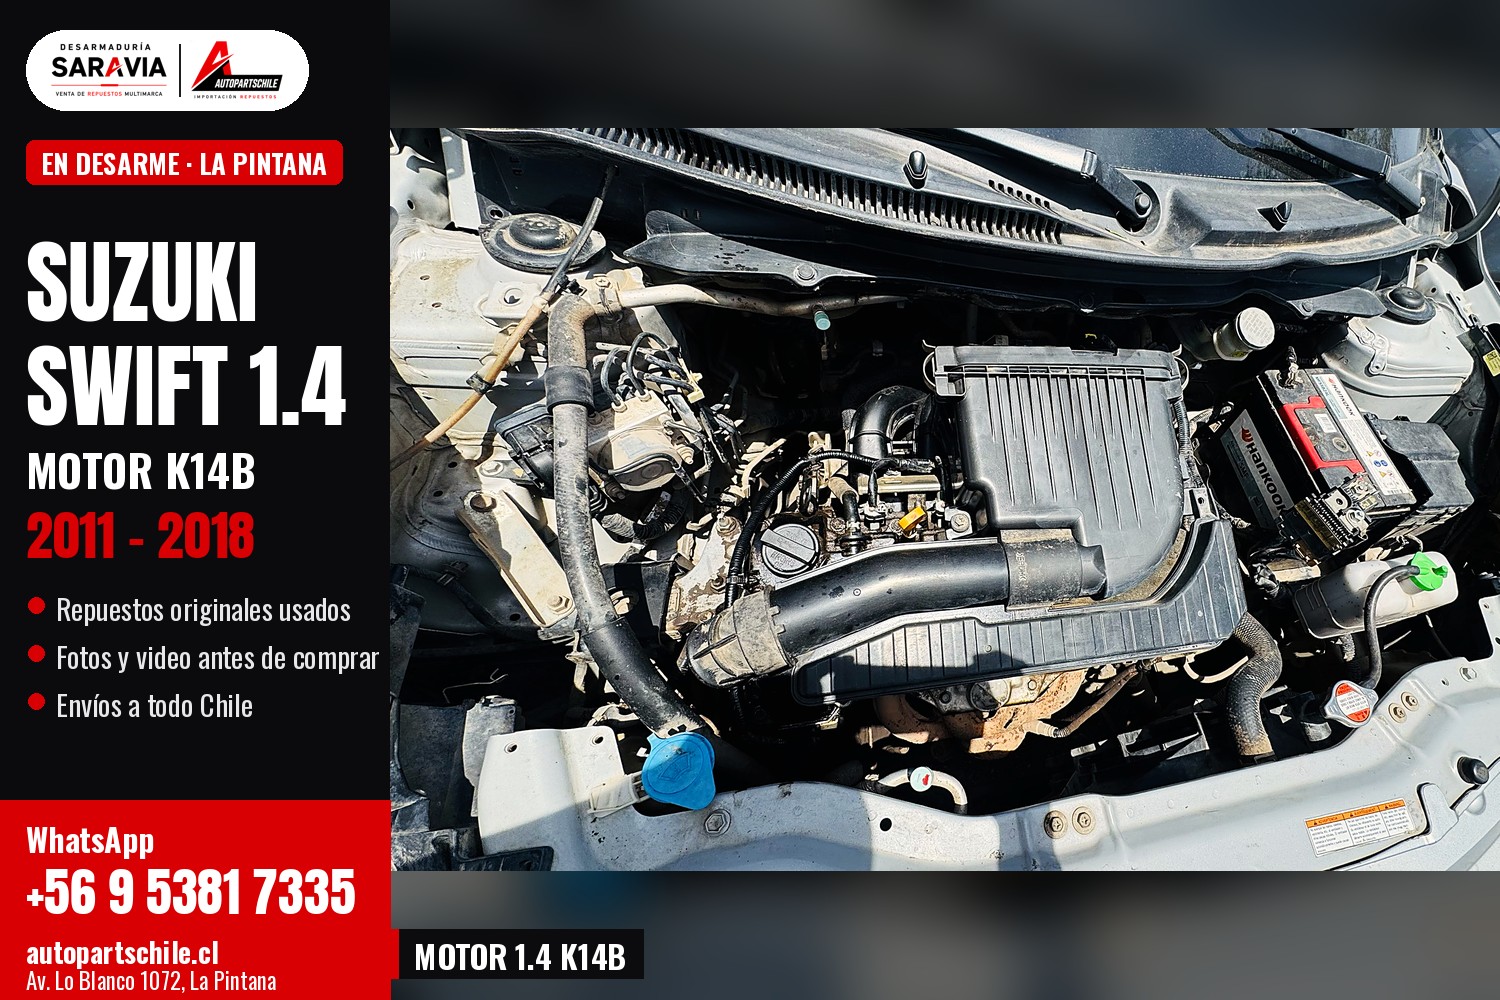 DESARMADURÍA
SARAVIA
VENTA DE REPUESTOS MULTIMARCA
AUTOPARTSCHILE
IMPORTACIÓN REPUESTOS
EN DESARME · LA PINTANA
SUZUKI
SWIFT 1.4
MOTOR K14B
2011 - 2018
Repuestos originales usados
Fotos y video antes de comprar
Envíos a todo Chile
WhatsApp
+56 9 5381 7335
autopartschile.cl
Av. Lo Blanco 1072, La Pintana
MOTOR 1.4 K14B
HANKOOK